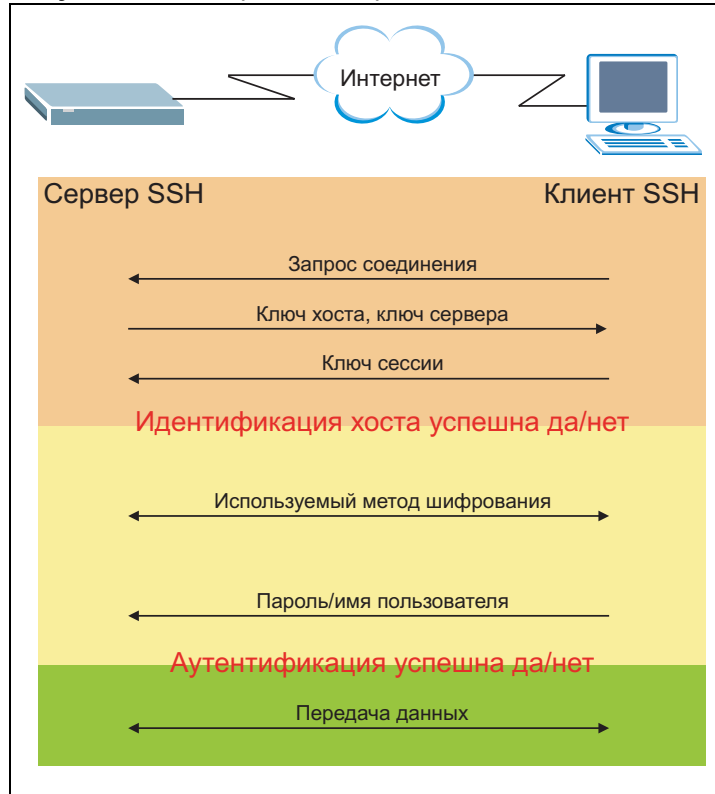 Интернет
Сервер SSH
Клиент SSH
Запрос соединения
Ключ хоста, ключ сервера
Ключ сессии
Идентификация хоста успешна да/нет
Используемый метод шифрования
Пароль/имя пользователя
Аутентификация успешна да/нет
Передача данных